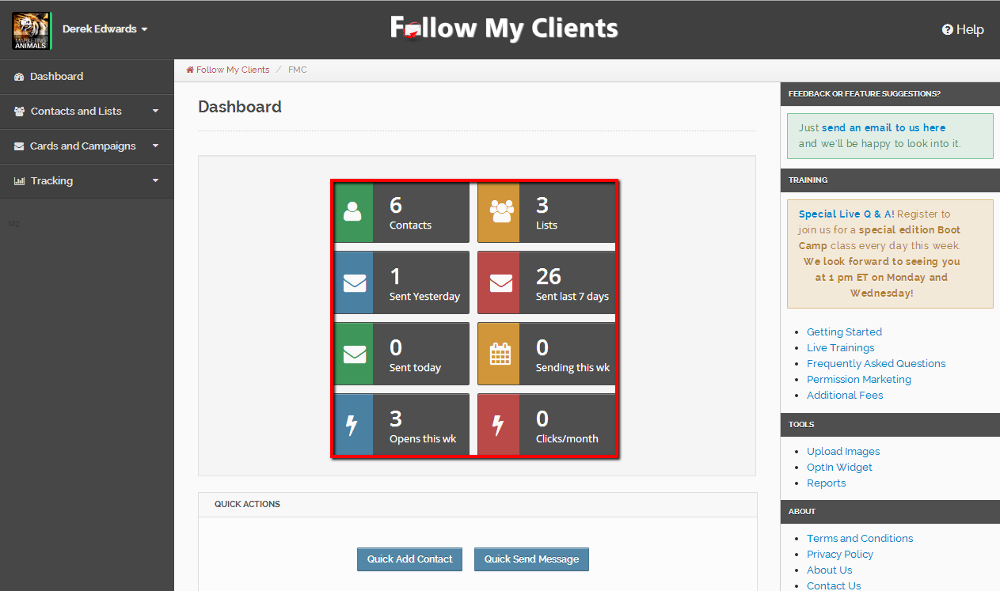 MARKETING
ANIMALS
Derek Edwards
Follow My Clients
Help
Dashboard
Contacts and Lists
Cards and Campaigns
Tracking
123
Follow My Clients / FMC
Dashboard
6
Contacts
3
Lists
1
Sent Yesterday
26
Sent last 7 days
0
Sent today
0
Sending this wk
3
Opens this wk
0
Clicks/month
QUICK ACTIONS
Quick Add Contact
Quick Send Message
FEEDBACK OR FEATURE SUGGESTIONS?
Just send an email to us here
and we'll be happy to look into it.
TRAINING
Special Live Q & A! Register to
join us for a special edition Boot
Camp class every day this week.
We look forward to seeing you
at 1 pm ET on Monday and
Wednesday!
Getting Started
Live Trainings
Frequently Asked Questions
Permission Marketing
Additional Fees
TOOLS
Upload Images
OptIn Widget
Reports
ABOUT
Terms and Conditions
Privacy Policy
About Us
Contact Us